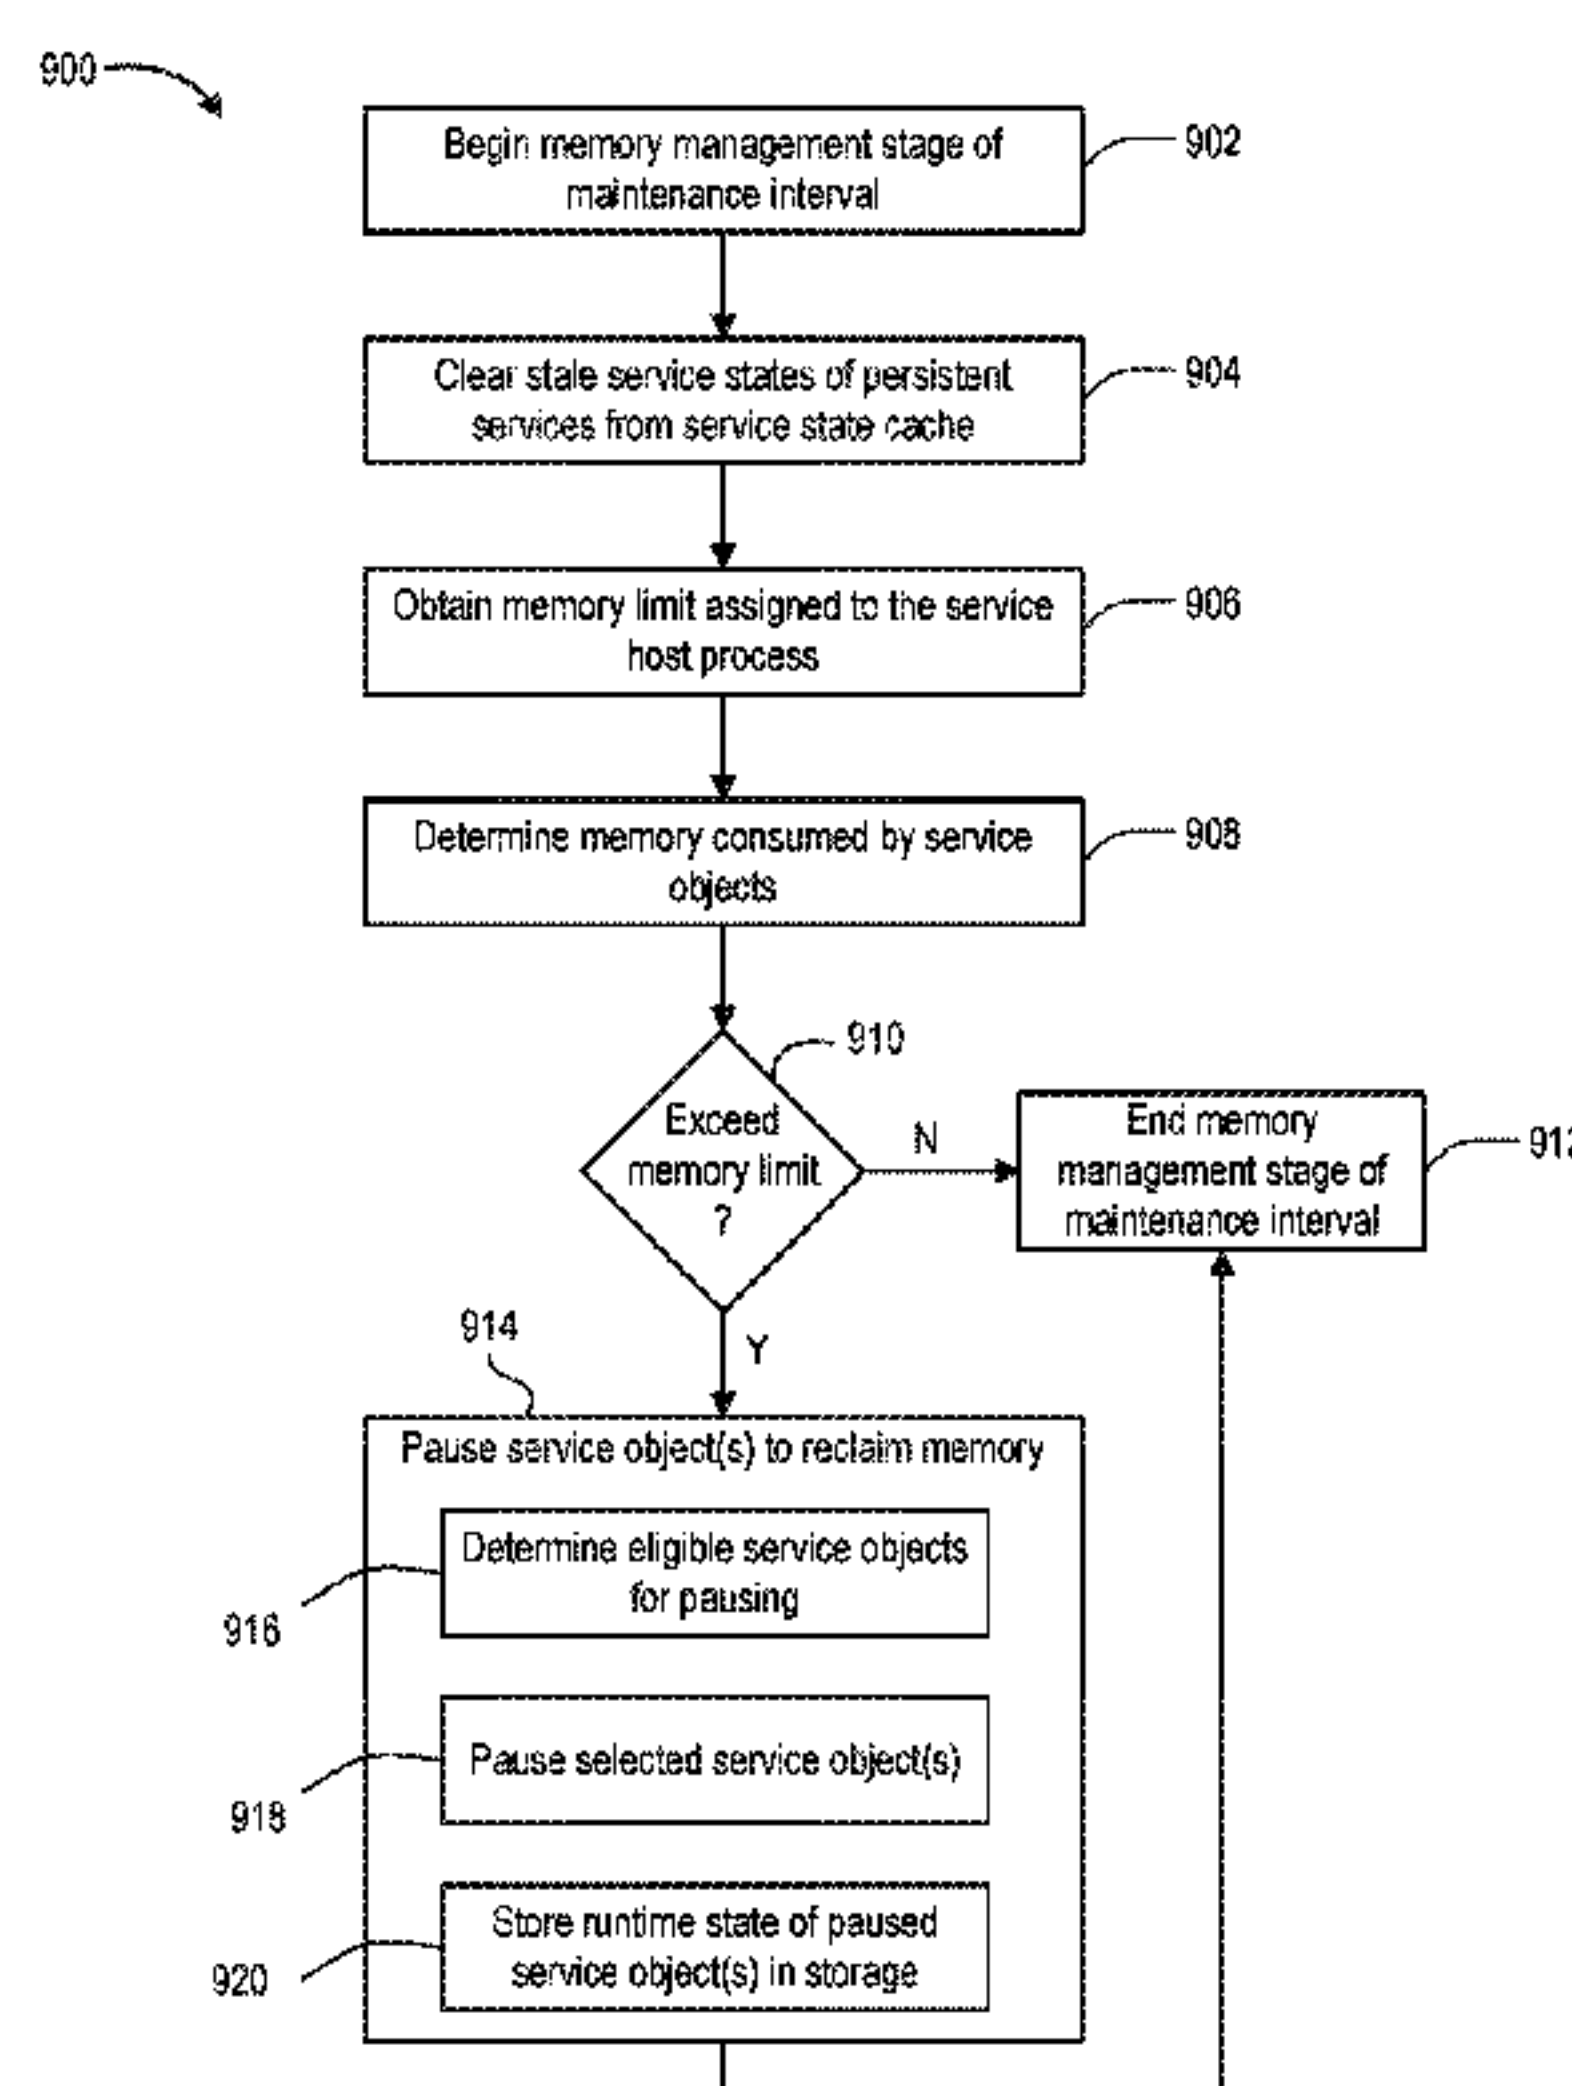 900
Begin memory management stage of
maintenance interval
902
Clear stale service states of persistent
services from service state cache
904
Obtain memory limit assigned to the service
host process
906
Determine memory consumed by service
objects
908
910
Exceed
memory limit
?
N
End memory
management stage of
maintenance interval
912
Y
914
Pause service object(s) to reclaim memory
Determine eligible service objects
for pausing
916
Pause selected service object(s)
918
Store runtime state of paused
service object(s) in storage
920